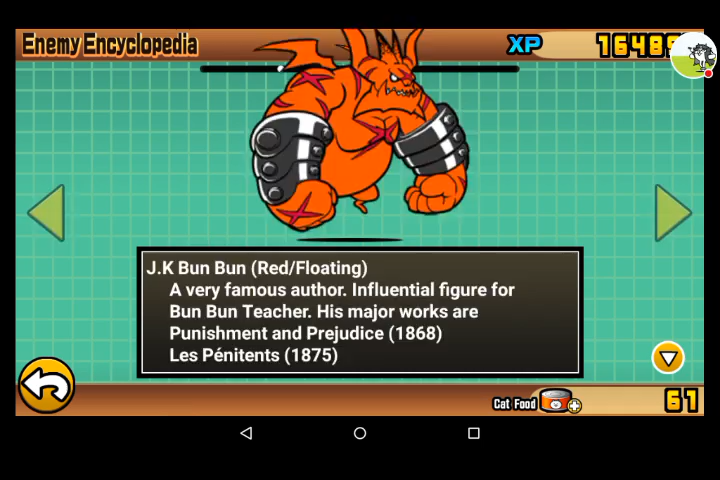 Enemy Encyclopedia
XP
J.K Bun Bun (Red/Floating)
A very famous author. Influential figure for
Bun Bun Teacher. His major works are
Punishment and Prejudice (1868)
Les Pénitents (1875)
Cat Food
61